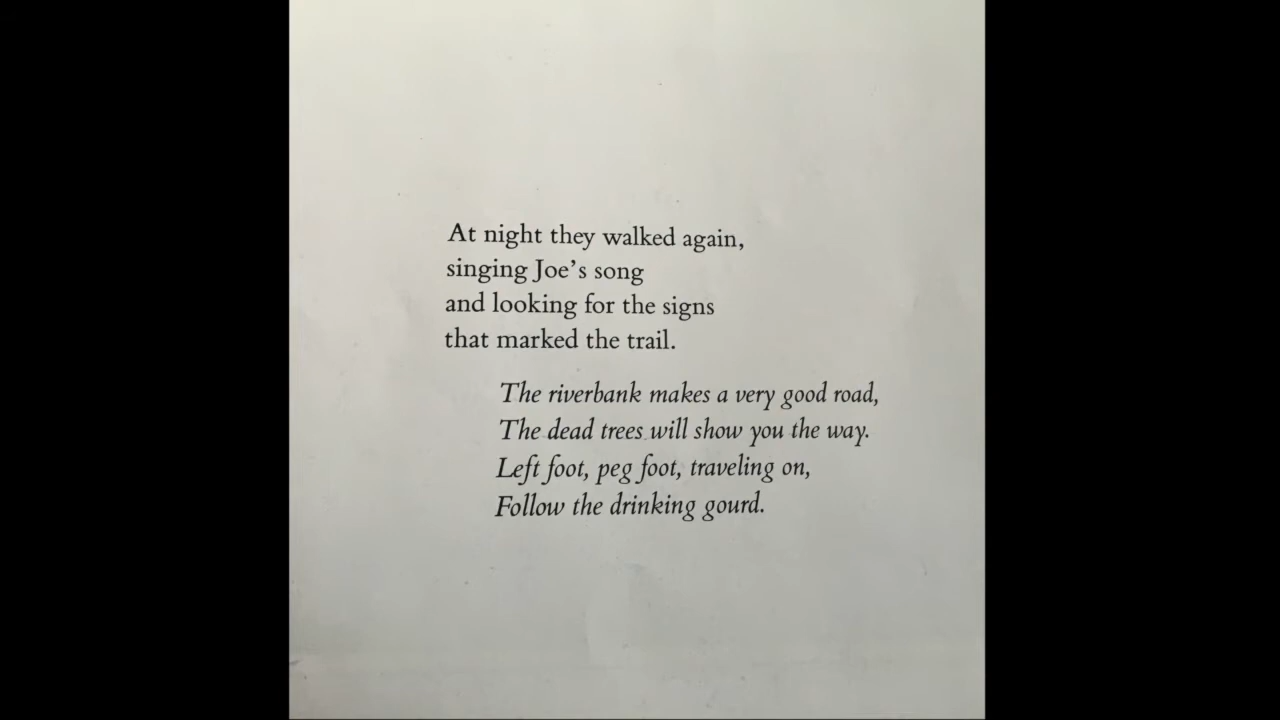 At night they walked again,
singing Joe's song
and looking for the signs
that marked the trail.
The riverbank makes a very good road,
The dead trees will show you the way.
Left foot, peg foot, traveling on,
Follow the drinking gourd.